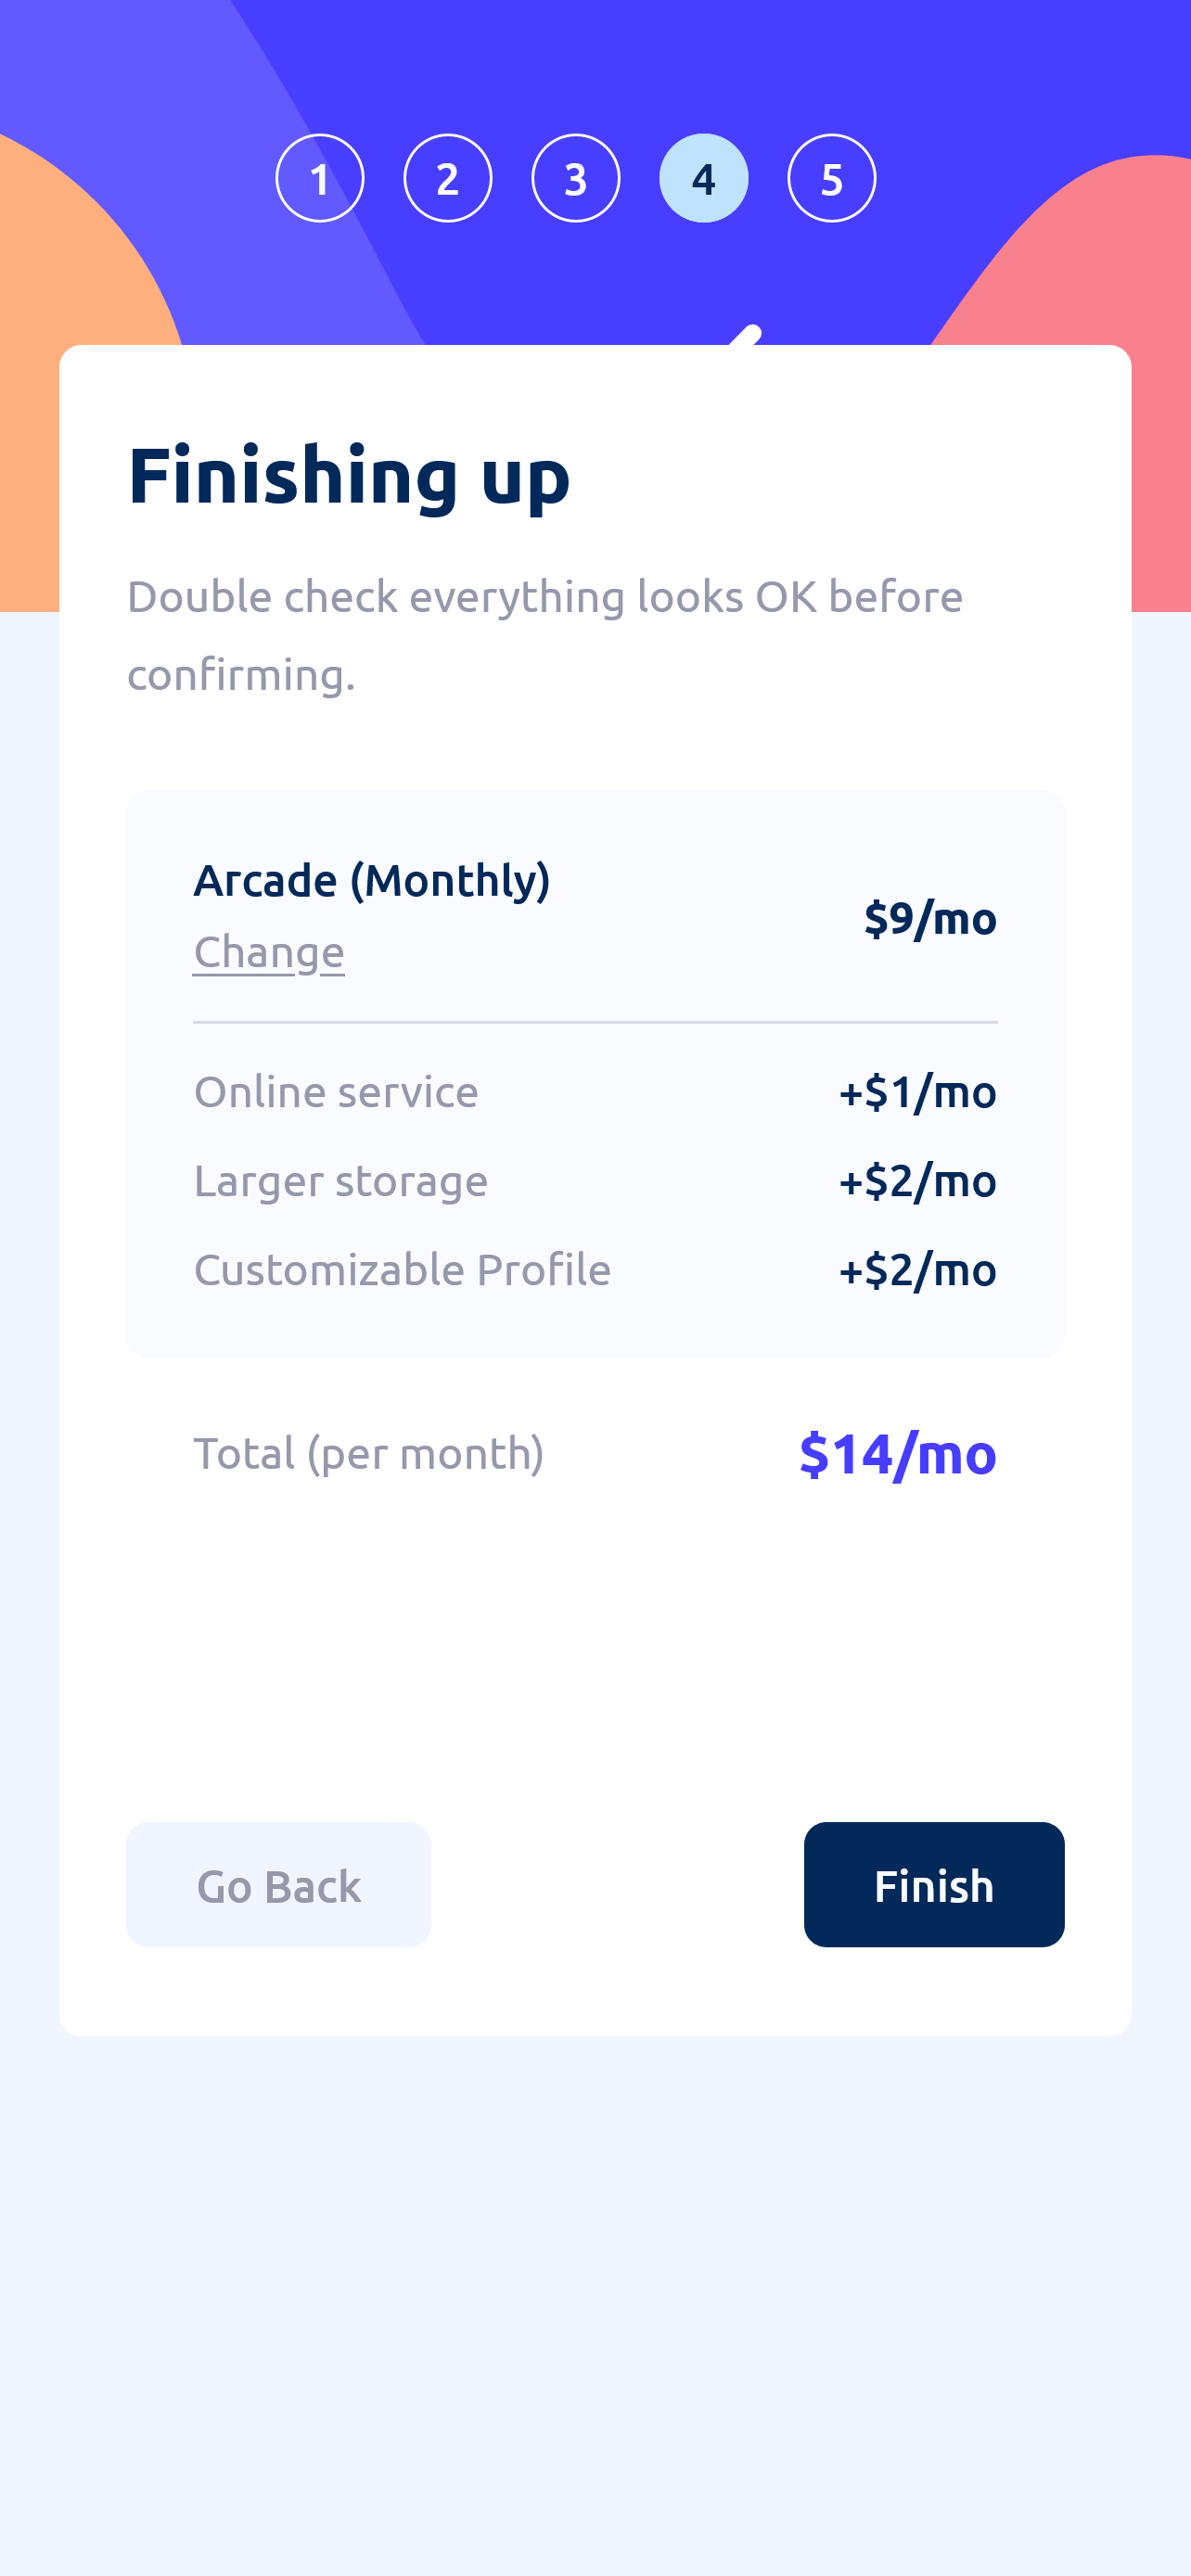 1 2 3 4 5
Finishing up
Double check everything looks OK before
confirming.
Arcade (Monthly)
$9/mo
Change
Online service +$1/mo
Larger storage +$2/mo
Customizable Profile +$2/mo
Total (per month) $14/mo
Go Back Finish